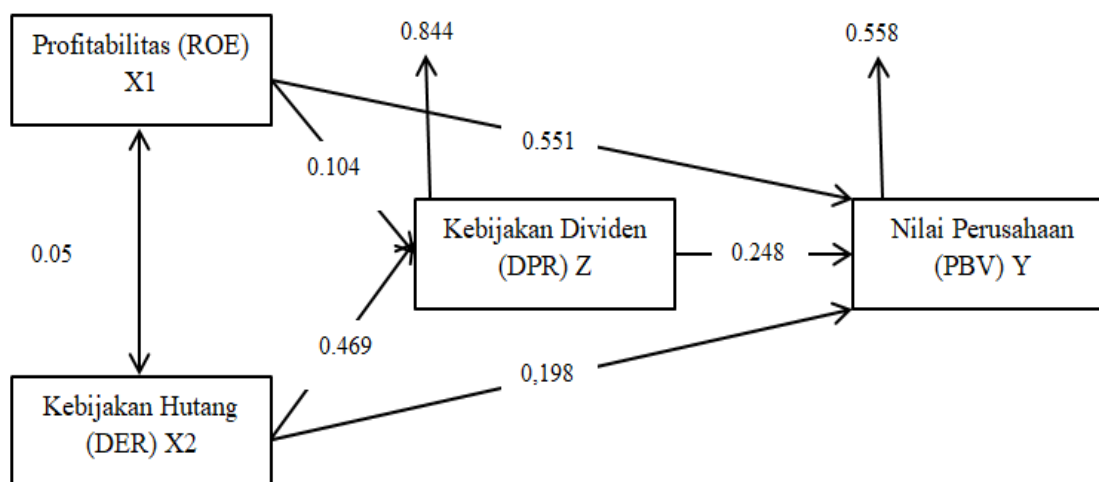 Profitabilitas (ROE)
X1
0.844
0.558
0.551
0.104
0.05
Kebijakan Dividen
(DPR) Z
0.248
Nilai Perusahaan
(PBV) Y
0.469
0,198
Kebijakan Hutang
(DER) X2